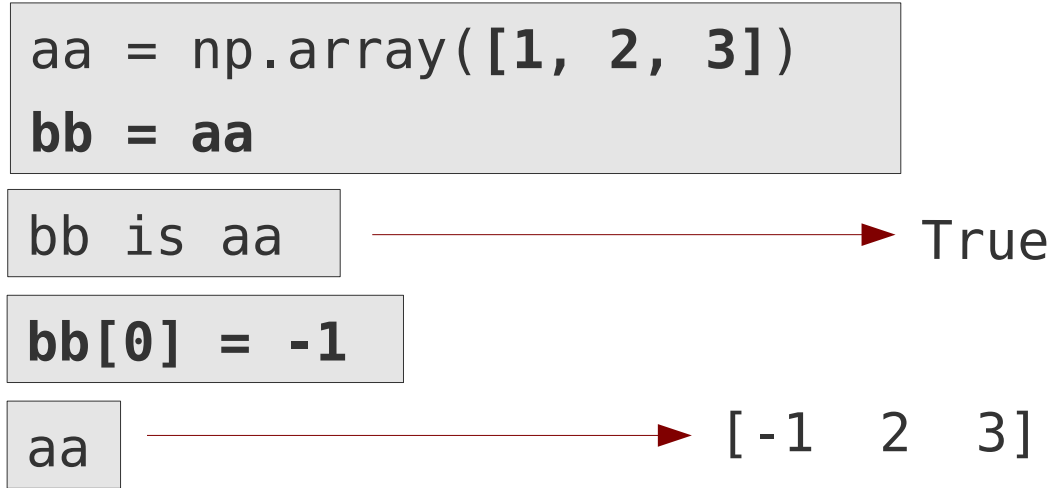 aa = np.array([1, 2, 3])
bb = aa
bb is aa True
bb[0] = -1
aa [-1 2 3]